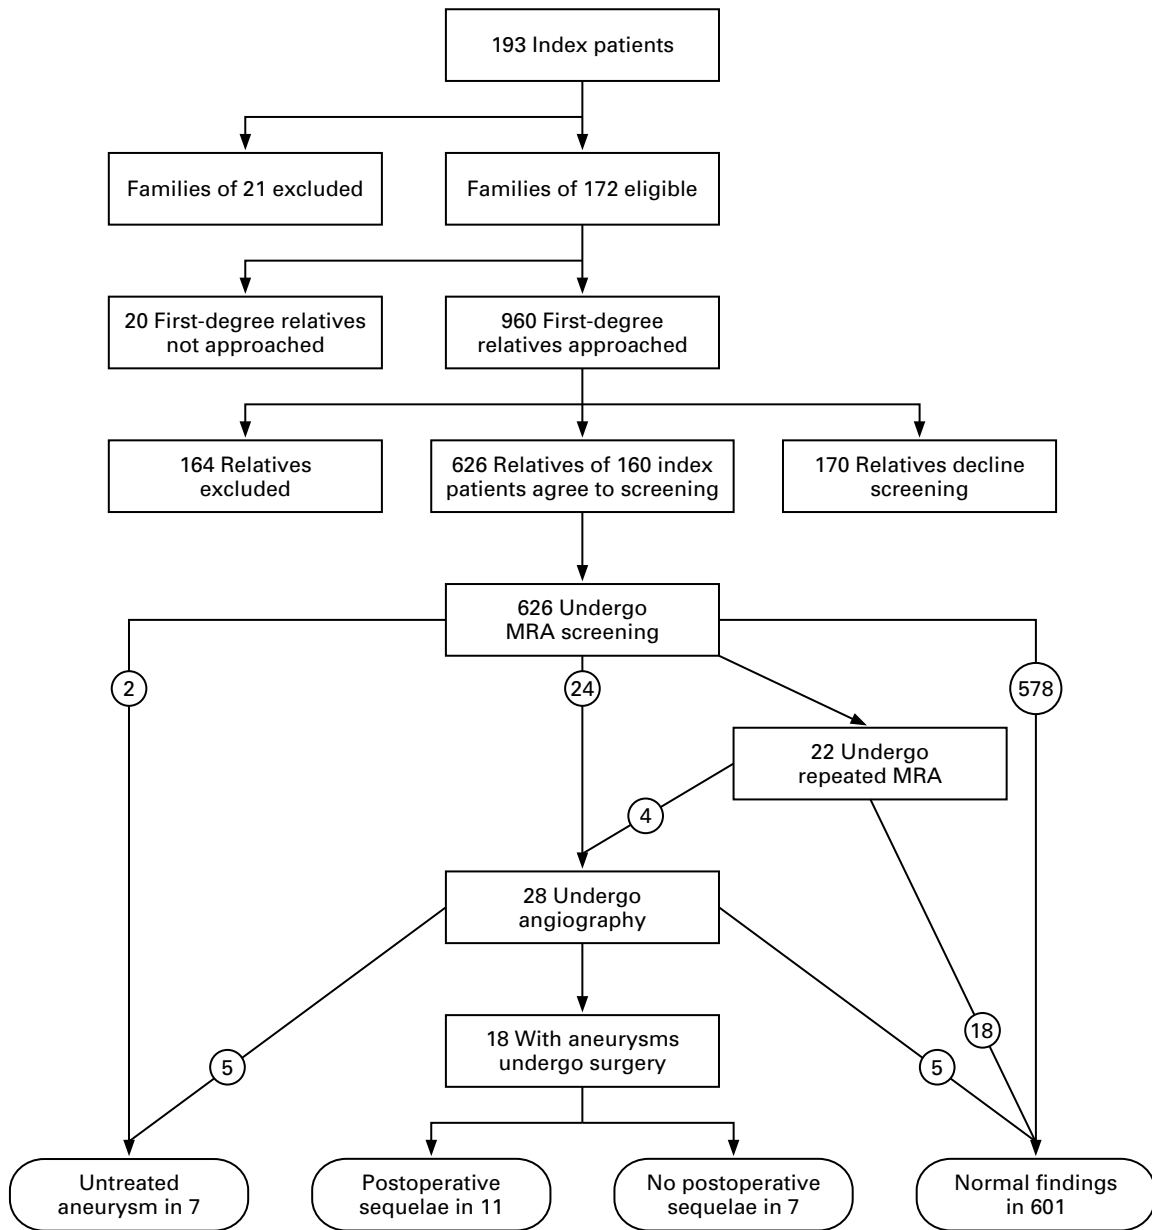 193 Index patients
Families of 21 excluded
Families of 172 eligible
20 First-degree relatives
not approached
960 First-degree
relatives approached
164 Relatives
excluded
626 Relatives of 160 index
patients agree to screening
170 Relatives decline
screening
626 Undergo
MRA screening
2
24
578
22 Undergo
repeated MRA
4
28 Undergo
angiography
18 With aneurysms
undergo surgery
18
5
5
Untreated
aneurysm in 7
Postoperative
sequelae in 11
No postoperative
sequelae in 7
Normal findings
in 601